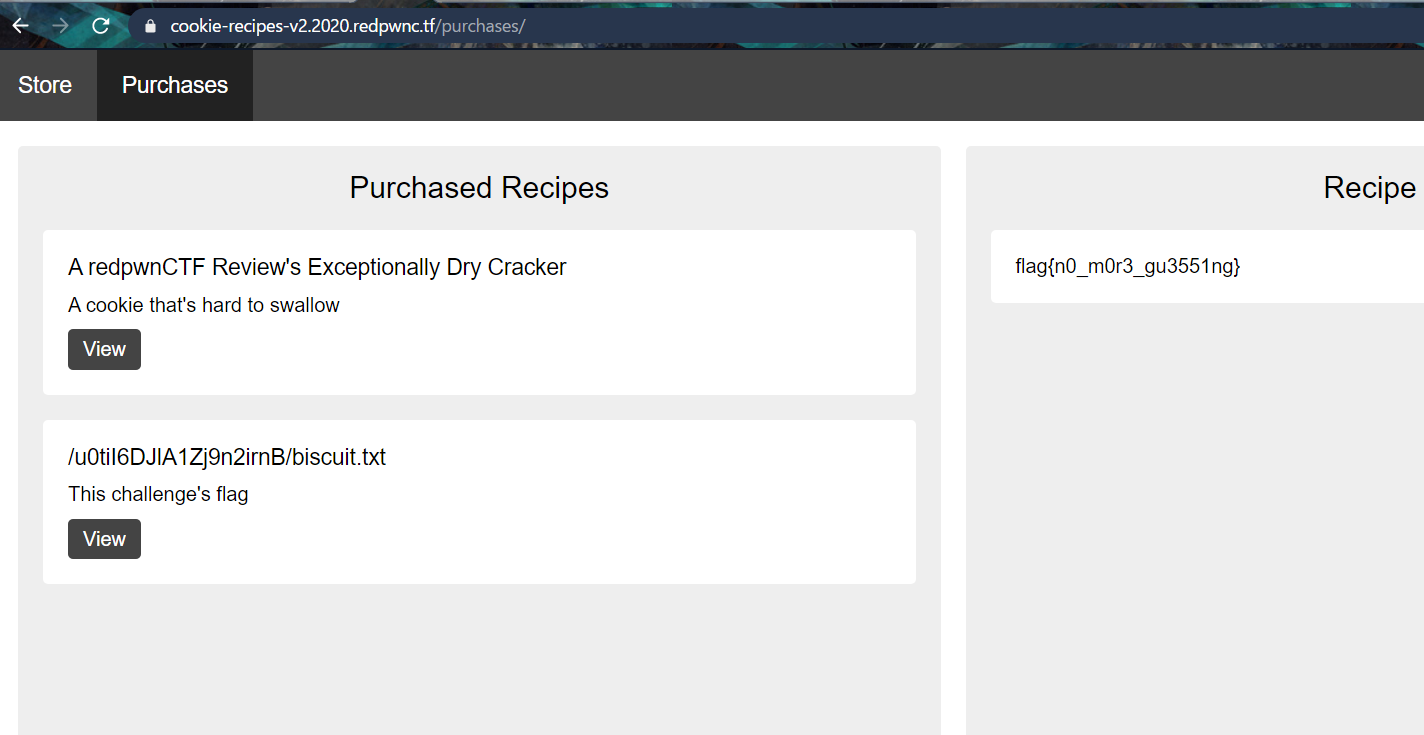 cookie-recipes-v2.2020.redpwnc.tf/purchases/
Store Purchases
Purchased Recipes
A redpwnCTF Review's Exceptionally Dry Cracker
A cookie that's hard to swallow
View
/u0tiI6DJlA1Zj9n2irnB/biscuit.txt
This challenge's flag
View
Recipe
flag{n0_m0r3_gu3551ng}